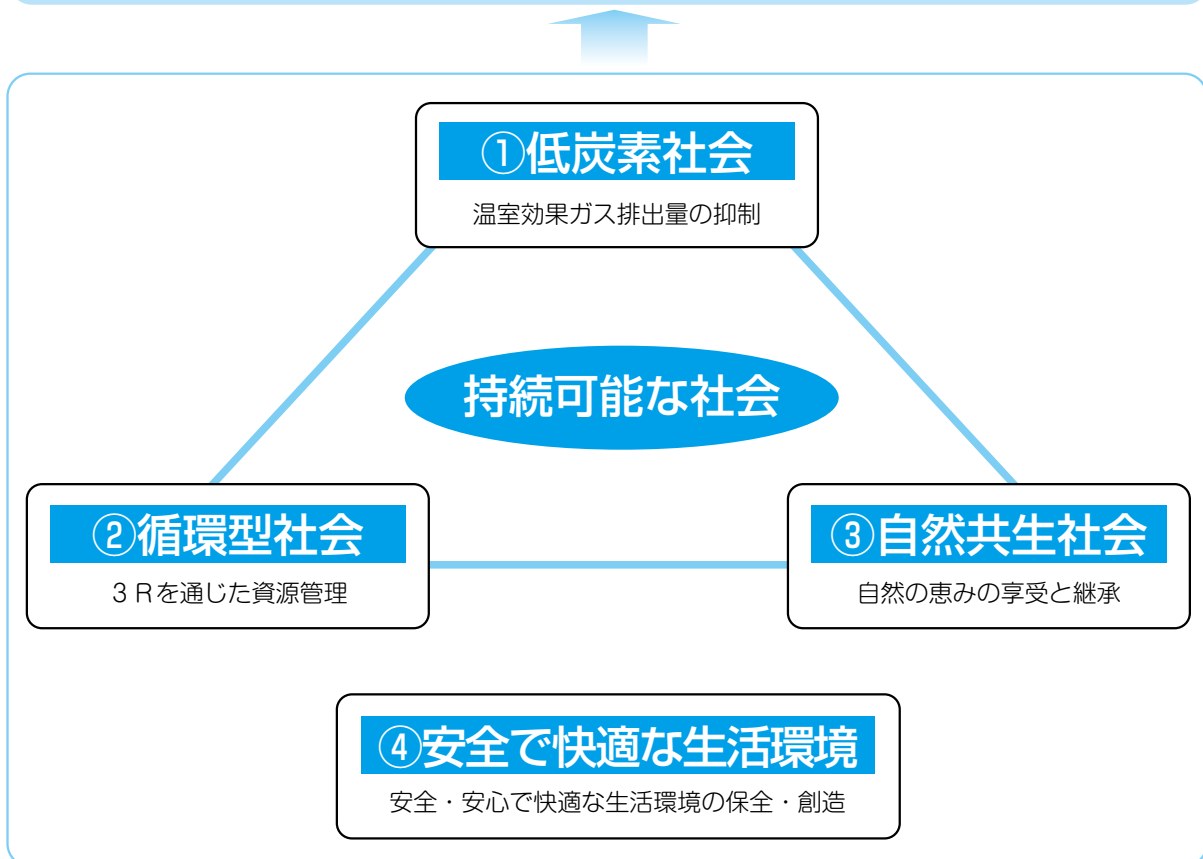 ①低炭素社会
温室効果ガス排出量の抑制
持続可能な社会
②循環型社会
３Ｒを通じた資源管理
③自然共生社会
自然の恵みの享受と継承
④安全で快適な生活環境
安全・安心で快適な生活環境の保全・創造